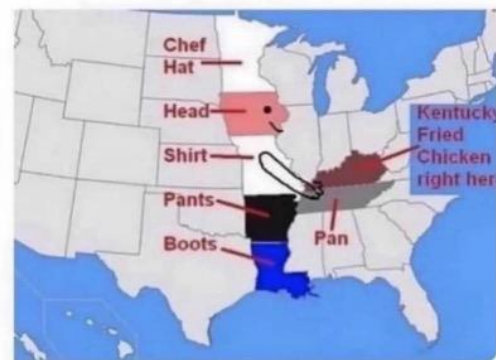 Chef
Hat
Head
Kentucky
Fried
Shirt
Chicken
right here
Pants
Pan
Boots